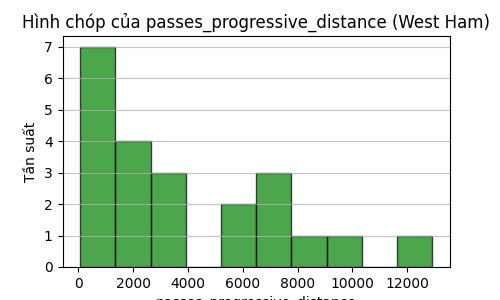 Hình chóp của passes_progressive_distance (West Ham)
Tần suất
7
6
5
4
3
2
1
0
0 2000 4000 6000 8000 10000 12000
passes_progressive_distance